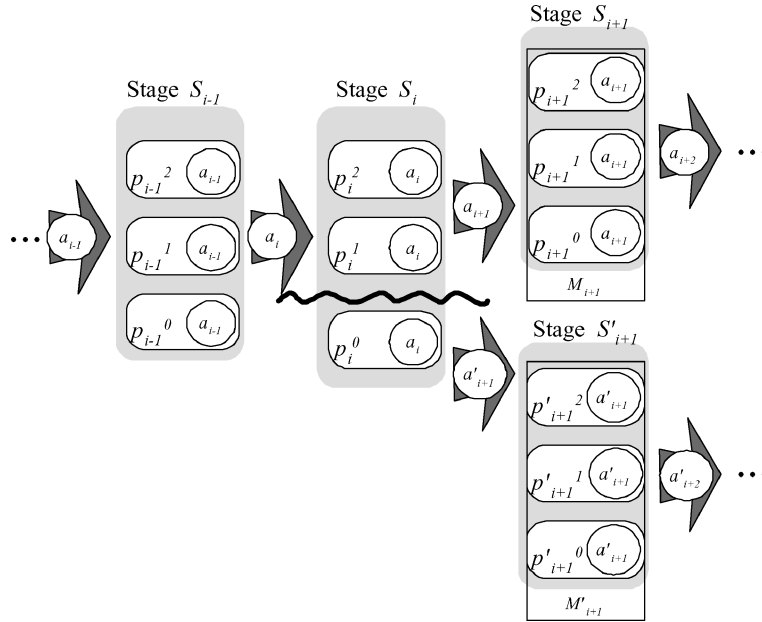 Stage S_{i-1}
p_{i-1}^2 a_{i-1}
p_{i-1}^1 a_{i-1}
p_{i-1}^0 a_{i-1}
••• a_{i-1}
a_i
Stage S_i
p_i^2 a_i
p_i^1 a_i
p_i^0 a_i
a_{i+1}
a'_{i+1}
Stage S_{i+1}
p_{i+1}^2 a_{i+1}
p_{i+1}^1 a_{i+1}
p_{i+1}^0 a_{i+1}
M_{i+1}
a_{i+2} ••
Stage S'_{i+1}
p'_{i+1}^2 a'_{i+1}
p'_{i+1}^1 a'_{i+1}
p'_{i+1}^0 a'_{i+1}
M'_{i+1}
a'_{i+2} ••